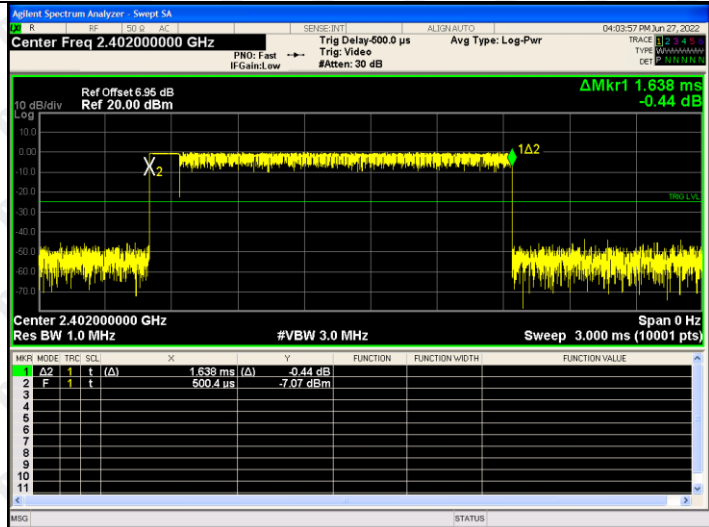 Agilent Spectrum Analyzer - Swept SA
R RF 50 Ω AC SENSE:INT ALIGN AUTO 04:03:57 PM Jun 27, 2022
Center Freq 2.402000000 GHz
PNO: Fast
IFGain:Low
Trig Delay-500.0 µs
Trig: Video
#Atten: 30 dB
Avg Type: Log-Pwr
TRACE 1 2 3 4 5 6
TYPE W
DET P N N N N N
ΔMkr1 1.638 ms
-0.44 dB
Ref Offset 6.95 dB
10 dB/div Ref 20.00 dBm
Log
10.0
0.00
-10.0
-20.0
-30.0
-40.0
-50.0
-60.0
-70.0
X2
1Δ2
TRIG LVL
Center 2.402000000 GHz Span 0 Hz
Res BW 1.0 MHz #VBW 3.0 MHz Sweep 3.000 ms (10001 pts)
MKR MODE TRC SCL X Y FUNCTION FUNCTION WIDTH FUNCTION VALUE
1 Δ2 1 t (Δ) 1.638 ms (Δ) -0.44 dB
2 F 1 t 500.4 µs -7.07 dBm
3
4
5
6
7
8
9
10
11
MSG STATUS